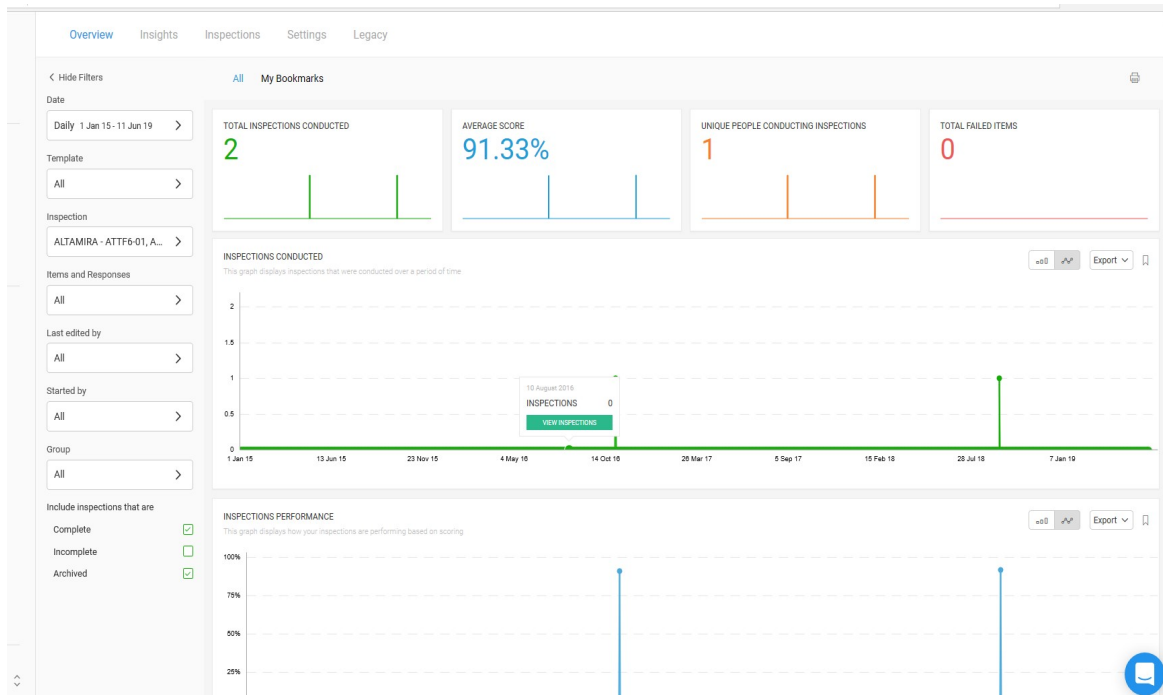 Overview Insights Inspections Settings Legacy
Hide Filters
All My Bookmarks
Date
Daily 1 Jan 15 - 11 Jun 19
Template
All
Inspection
ALTAMIRA - ATTF6-01, A...
Items and Responses
All
Last edited by
All
Started by
All
Group
All
Include inspections that are
Complete
Incomplete
Archived
TOTAL INSPECTIONS CONDUCTED
2
AVERAGE SCORE
91.33%
UNIQUE PEOPLE CONDUCTING INSPECTIONS
1
TOTAL FAILED ITEMS
0
INSPECTIONS CONDUCTED
This graph displays inspections that were conducted over a period of time
Export
2
1.5
1
0.5
0
10 August 2016
INSPECTIONS 0
VIEW INSPECTIONS
1 Jan 15 13 Jun 15 23 Nov 15 4 May 16 14 Oct 16 26 Mar 17 5 Sep 17 15 Feb 18 28 Jul 18 7 Jan 19
INSPECTIONS PERFORMANCE
This graph displays how your inspections are performing based on scoring
Export
100%
75%
50%
25%